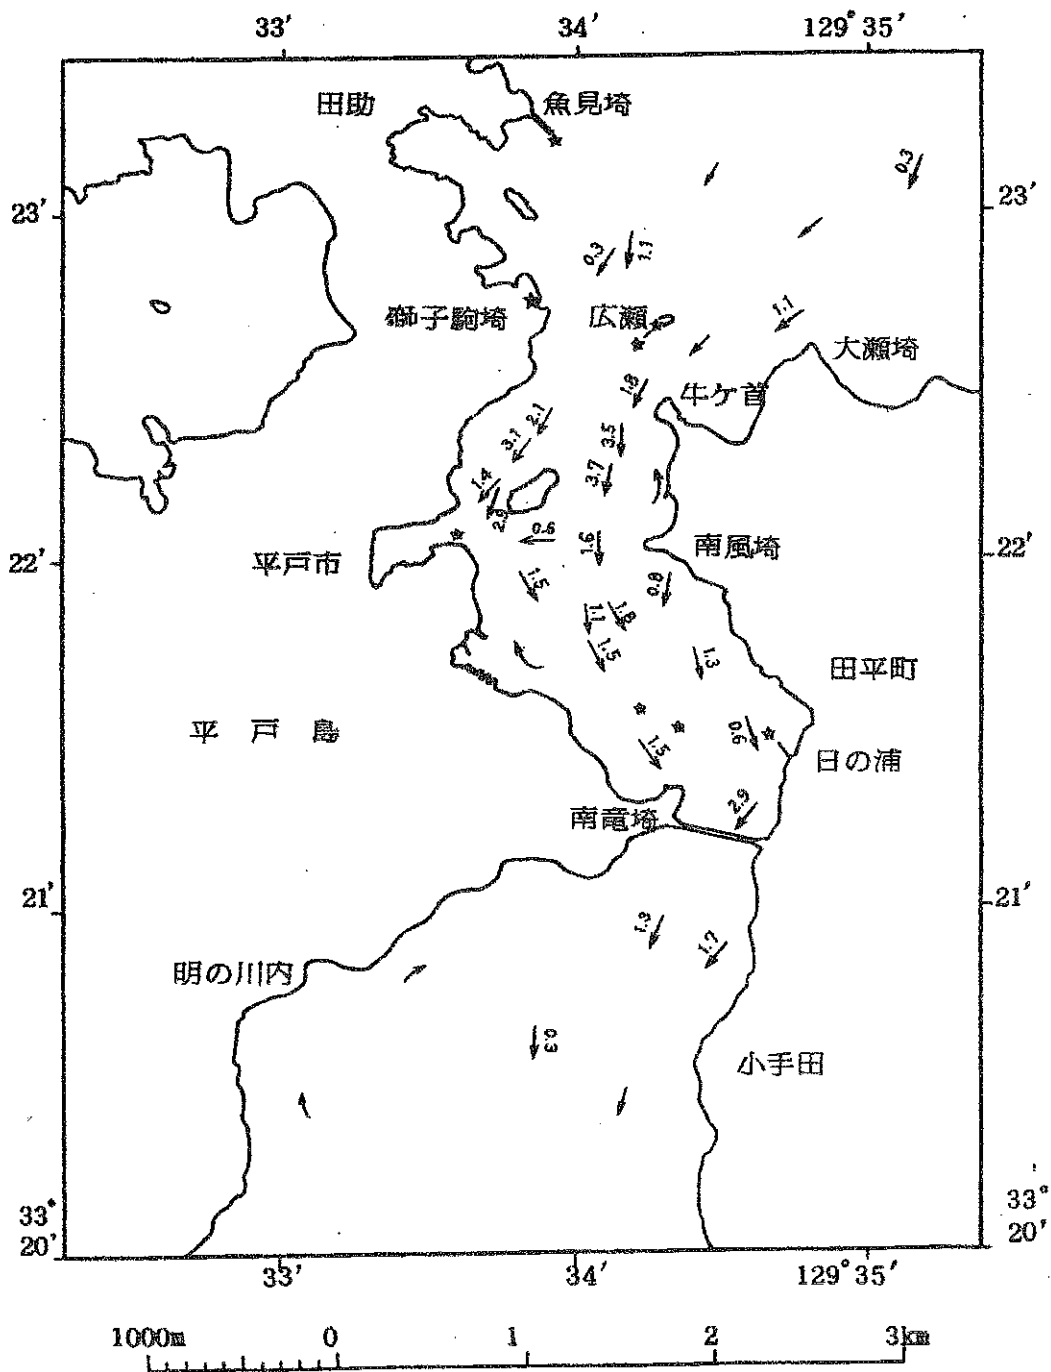 33' 34' 129°35'
田助 魚見埼
0.3
23' 23'
0.3 1.1
獅子駒埼 広瀬 1.1
大瀬埼
1.8 牛ケ首
2.1
3.1 3.5
1.4 3.7
2.9
0.6 1.6 南風埼
22' 平戸市 22'
1.5 0.8
1.1 1.8
1.5 1.3 田平町
平戸島 0.6
1.5 日の浦
2.9
南竜埼
21' 21'
1.3 1.7
明の川内
0.3
小手田
33° 33°
20' 20'
33' 34' 129°35'
1000m 0 1 2 3km